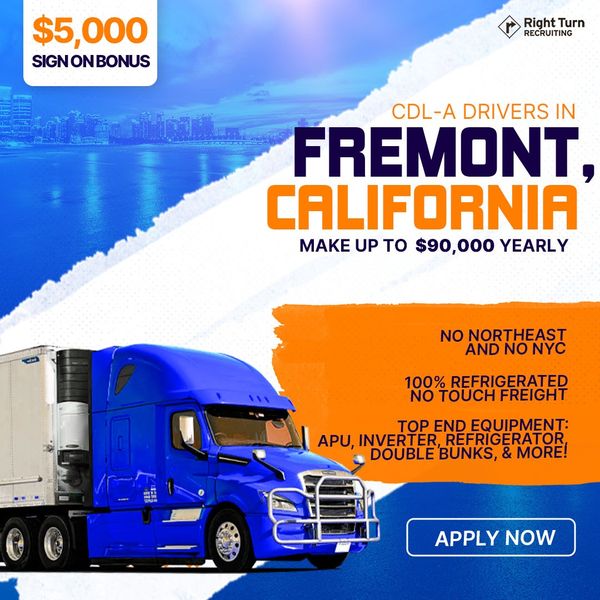 $5,000
SIGN ON BONUS
Right Turn
RECRUITING
CDL-A DRIVERS IN
FREMONT,
CALIFORNIA
MAKE UP TO $90,000 YEARLY
NO NORTHEAST
AND NO NYC
100% REFRIGERATED
NO TOUCH FREIGHT
TOP END EQUIPMENT:
APU, INVERTER, REFRIGERATOR,
DOUBLE BUNKS, & MORE!
APPLY NOW